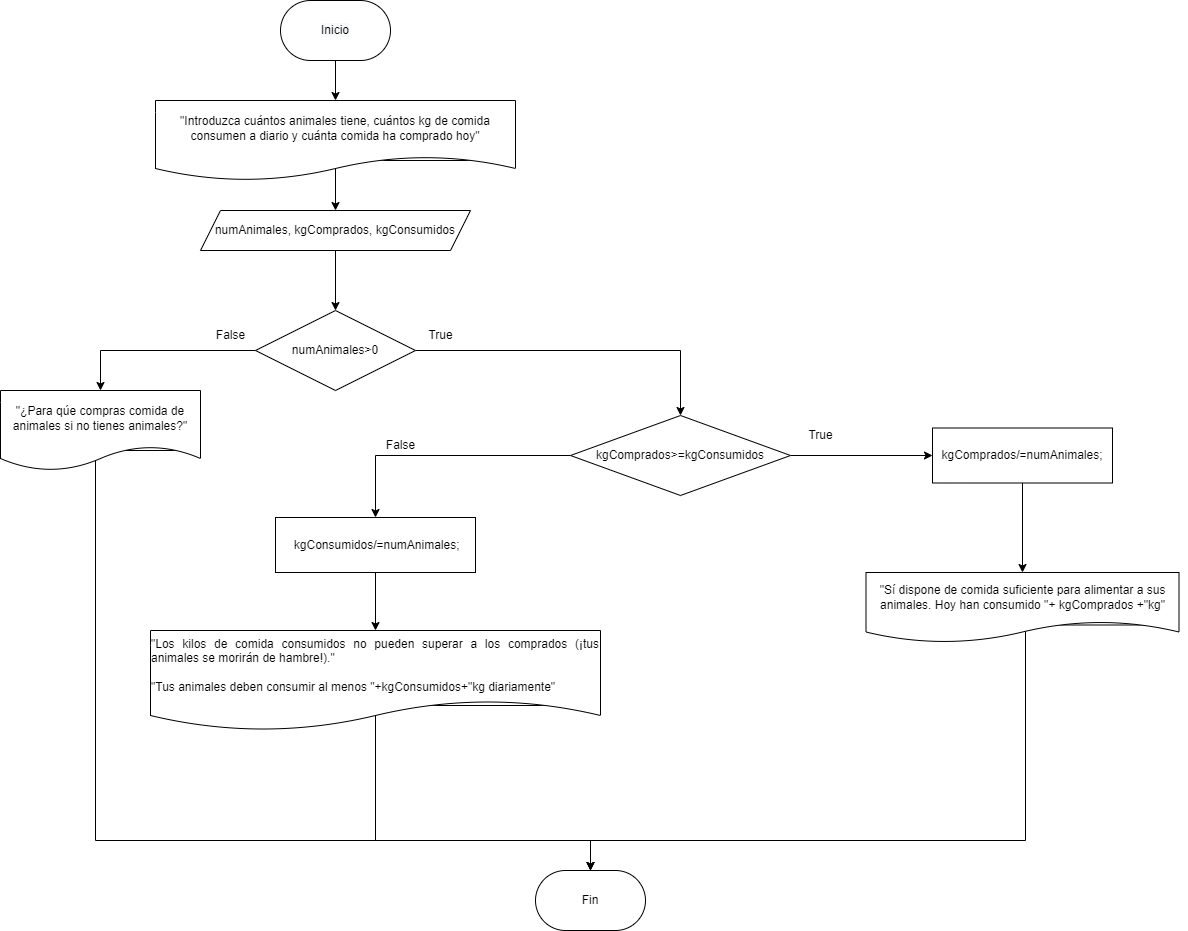 Inicio
"Introduzca cuántos animales tiene, cuántos kg de comida
consumen a diario y cuánta comida ha comprado hoy"
numAnimales, kgComprados, kgConsumidos
False
True
numAnimales>0
"¿Para qúe compras comida de
animales si no tienes animales?"
False
True
kgComprados>=kgConsumidos
kgComprados/=numAnimales;
kgConsumidos/=numAnimales;
"Sí dispone de comida suficiente para alimentar a sus
animales. Hoy han consumido "+ kgComprados +"kg"
"Los kilos de comida consumidos no pueden superar a los comprados (¡tus
animales se morirán de hambre!)."
"Tus animales deben consumir al menos "+kgConsumidos+"kg diariamente"
Fin